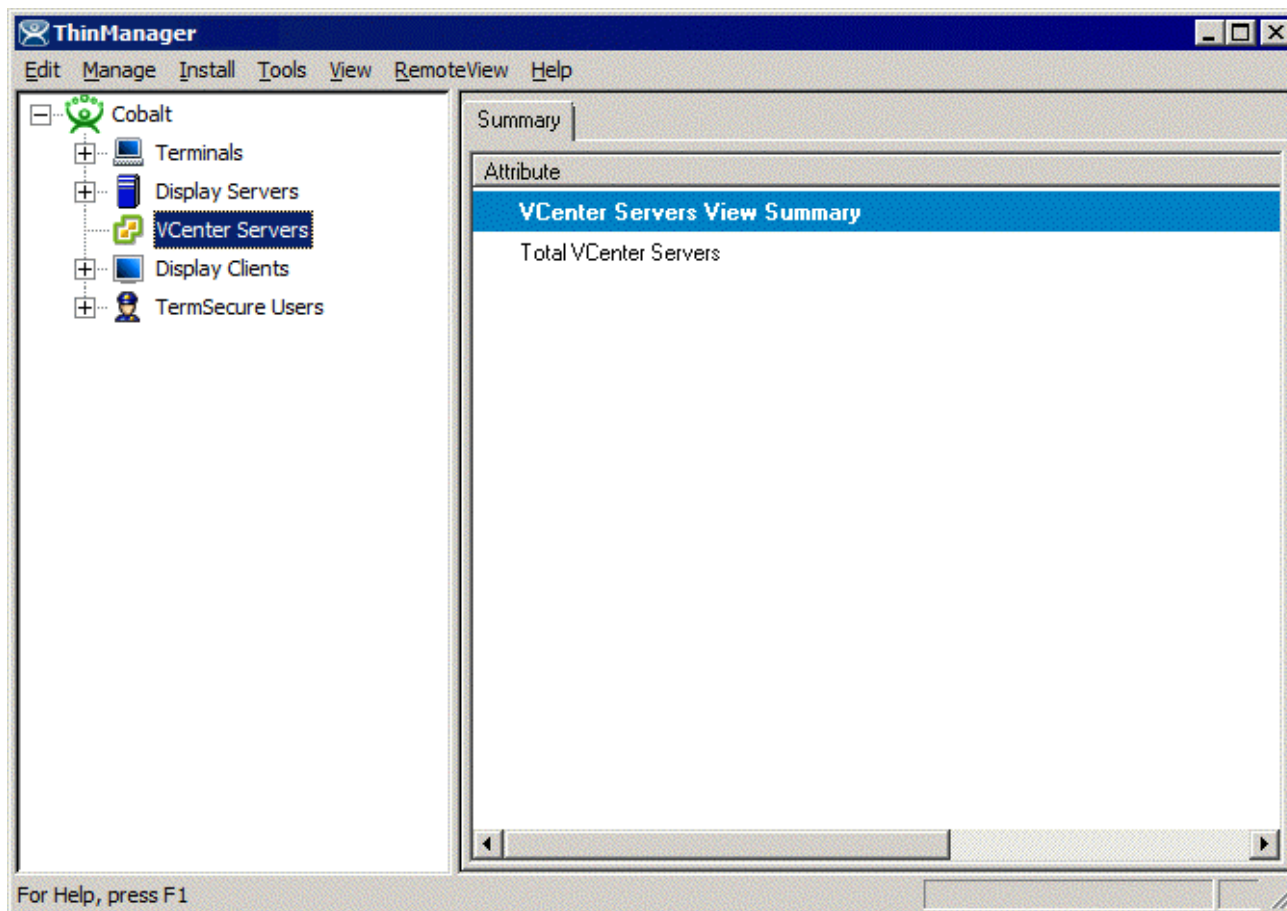 ThinManager
Edit Manage Install Tools View RemoteView Help
Cobalt
Terminals
Display Servers
VCenter Servers
Display Clients
TermSecure Users
Summary
Attribute
VCenter Servers View Summary
Total VCenter Servers
For Help, press F1